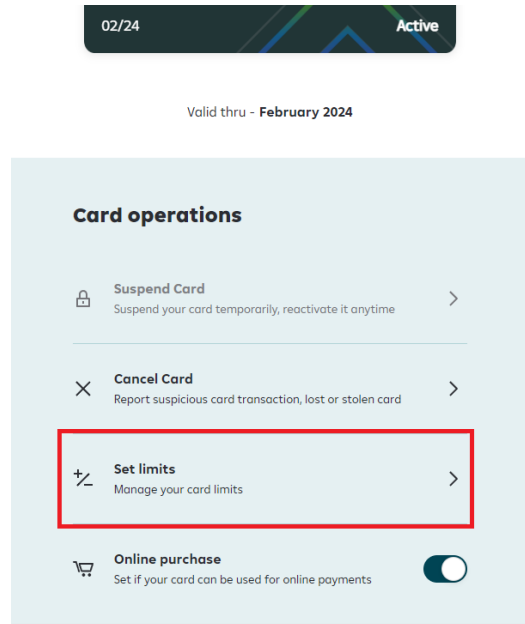 02/24 Active
Valid thru - February 2024
Card operations
Suspend Card
Suspend your card temporarily, reactivate it anytime
Cancel Card
Report suspicious card transaction, lost or stolen card
Set limits
Manage your card limits
Online purchase
Set if your card can be used for online payments